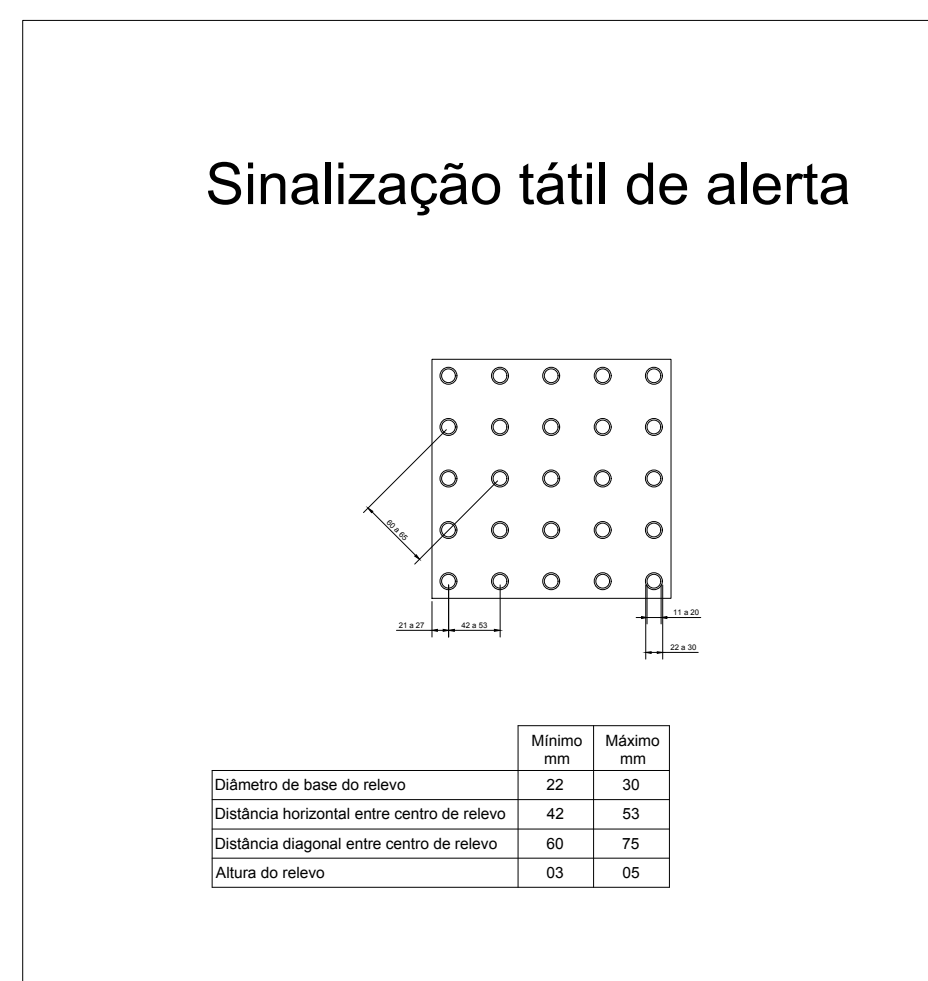 Sinalização tátil de alerta
60 a 65
11 a 20
21 a 27
42 a 53
22 a 30
Mínimo Máximo
mm mm
Diâmetro de base do relevo 22 30
Distância horizontal entre centro de relevo 42 53
Distância diagonal entre centro de relevo 60 75
Altura do relevo 03 05